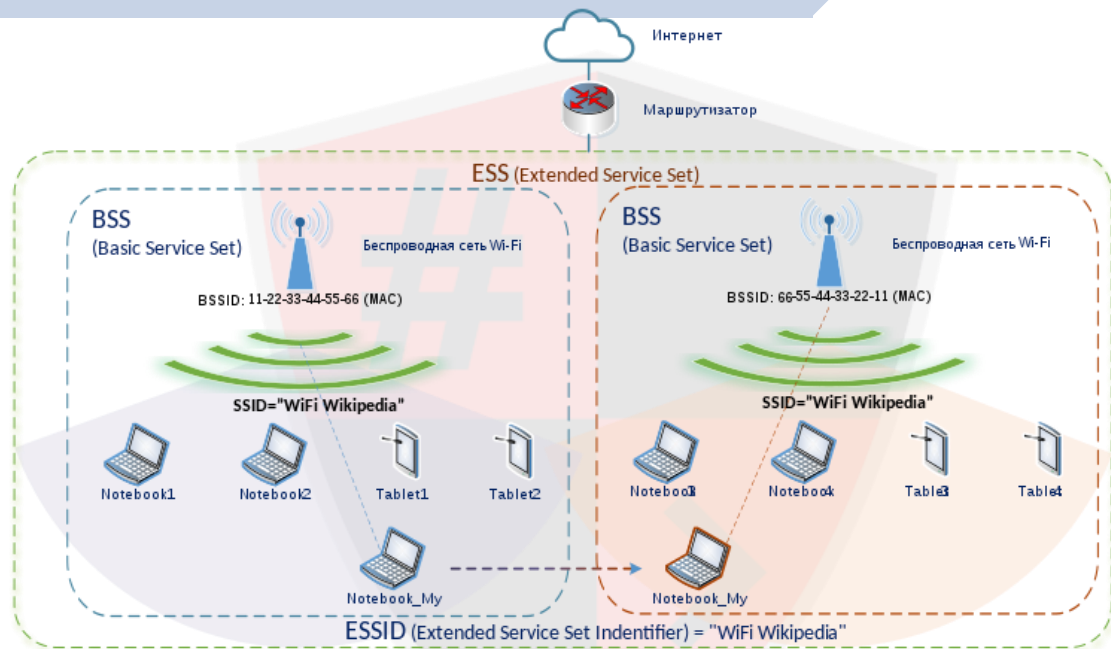 Интернет
Маршрутизатор
ESS (Extended Service Set)
BSS
(Basic Service Set)
Беспроводная сеть Wi-Fi
BSSID: 11-22-33-44-55-66 (MAC)
SSID="WiFi Wikipedia"
Notebook1
Notebook2
Tablet1
Tablet2
Notebook_My
BSS
(Basic Service Set)
Беспроводная сеть Wi-Fi
BSSID: 66-55-44-33-22-11 (MAC)
SSID="WiFi Wikipedia"
Notebook3
Notebook4
Tablet3
Tablet4
Notebook_My
ESSID (Extended Service Set Indentifier) = "WiFi Wikipedia"